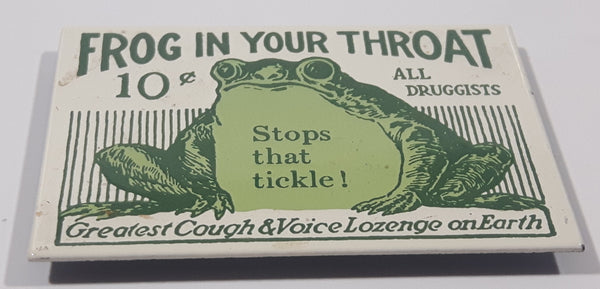 FROG IN YOUR THROAT
10¢
ALL
DRUGGISTS
Stops
that
tickle!
Greatest Cough & Voice Lozenge on Earth